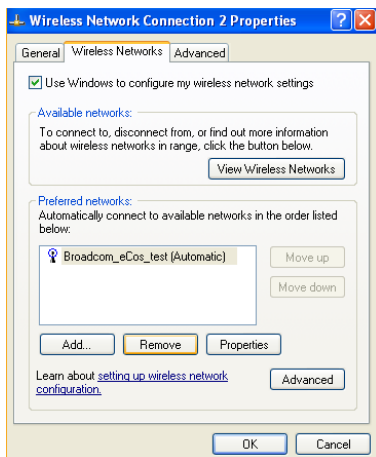 Wireless Network Connection 2 Properties
General Wireless Networks Advanced
Use Windows to configure my wireless network settings
Available networks:
To connect to, disconnect from, or find out more information
about wireless networks in range, click the button below.
View Wireless Networks
Preferred networks:
Automatically connect to available networks in the order listed
below:
Broadcom_eCos_test (Automatic)
Move up
Move down
Add... Remove Properties
Learn about setting up wireless network
configuration.
Advanced
OK Cancel